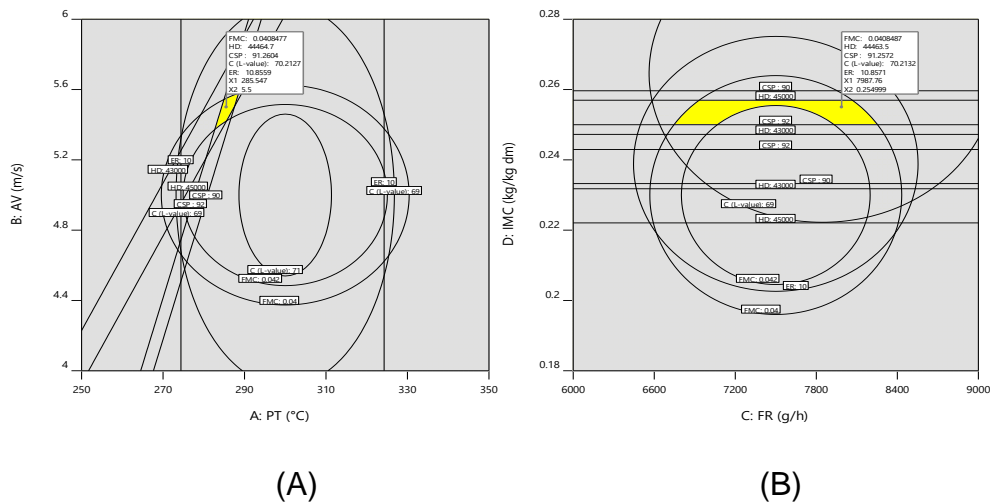 6
5.6
5.2
4.8
4.4
4
B: AV (m/s)
250
270
290
310
330
350
A: PT (°C)
FMC: 0.0408477
HD: 44464.7
CSP : 91.2604
C (L-value): 70.2127
ER: 10.8559
X1 285.547
X2 5.5
ER: 10
HD: 43000
HD: 45000
CSP : 90
CSP : 92
C (L-value): 69
ER: 10
C (L-value): 69
C (L-value): 71
FMC: 0.042
FMC: 0.04
(A)
0.28
0.26
0.24
0.22
0.2
0.18
D: IMC (kg/kg dm)
6000
6600
7200
7800
8400
9000
C: FR (g/h)
FMC: 0.0408487
HD: 44463.5
CSP : 91.2572
C (L-value): 70.2132
ER: 10.8571
X1 7987.76
X2 0.254999
CSP : 90
HD: 45000
CSP : 92
HD: 43000
CSP : 92
CSP : 90
HD: 43000
C (L-value): 69
HD: 45000
FMC: 0.042
ER: 10
FMC: 0.04
(B)